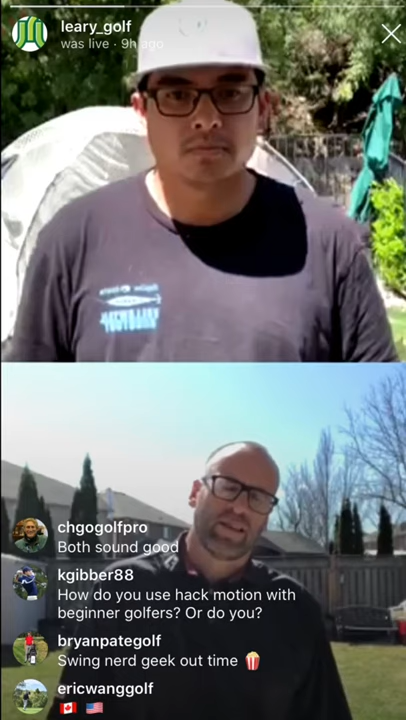 leary_golf
was live · 9h ago
chgogolfpro
Both sound good
kgibber88
How do you use hack motion with
beginner golfers? Or do you?
bryanpategolf
Swing nerd geek out time 🍿
ericwanggolf
🇨🇦 🇺🇸